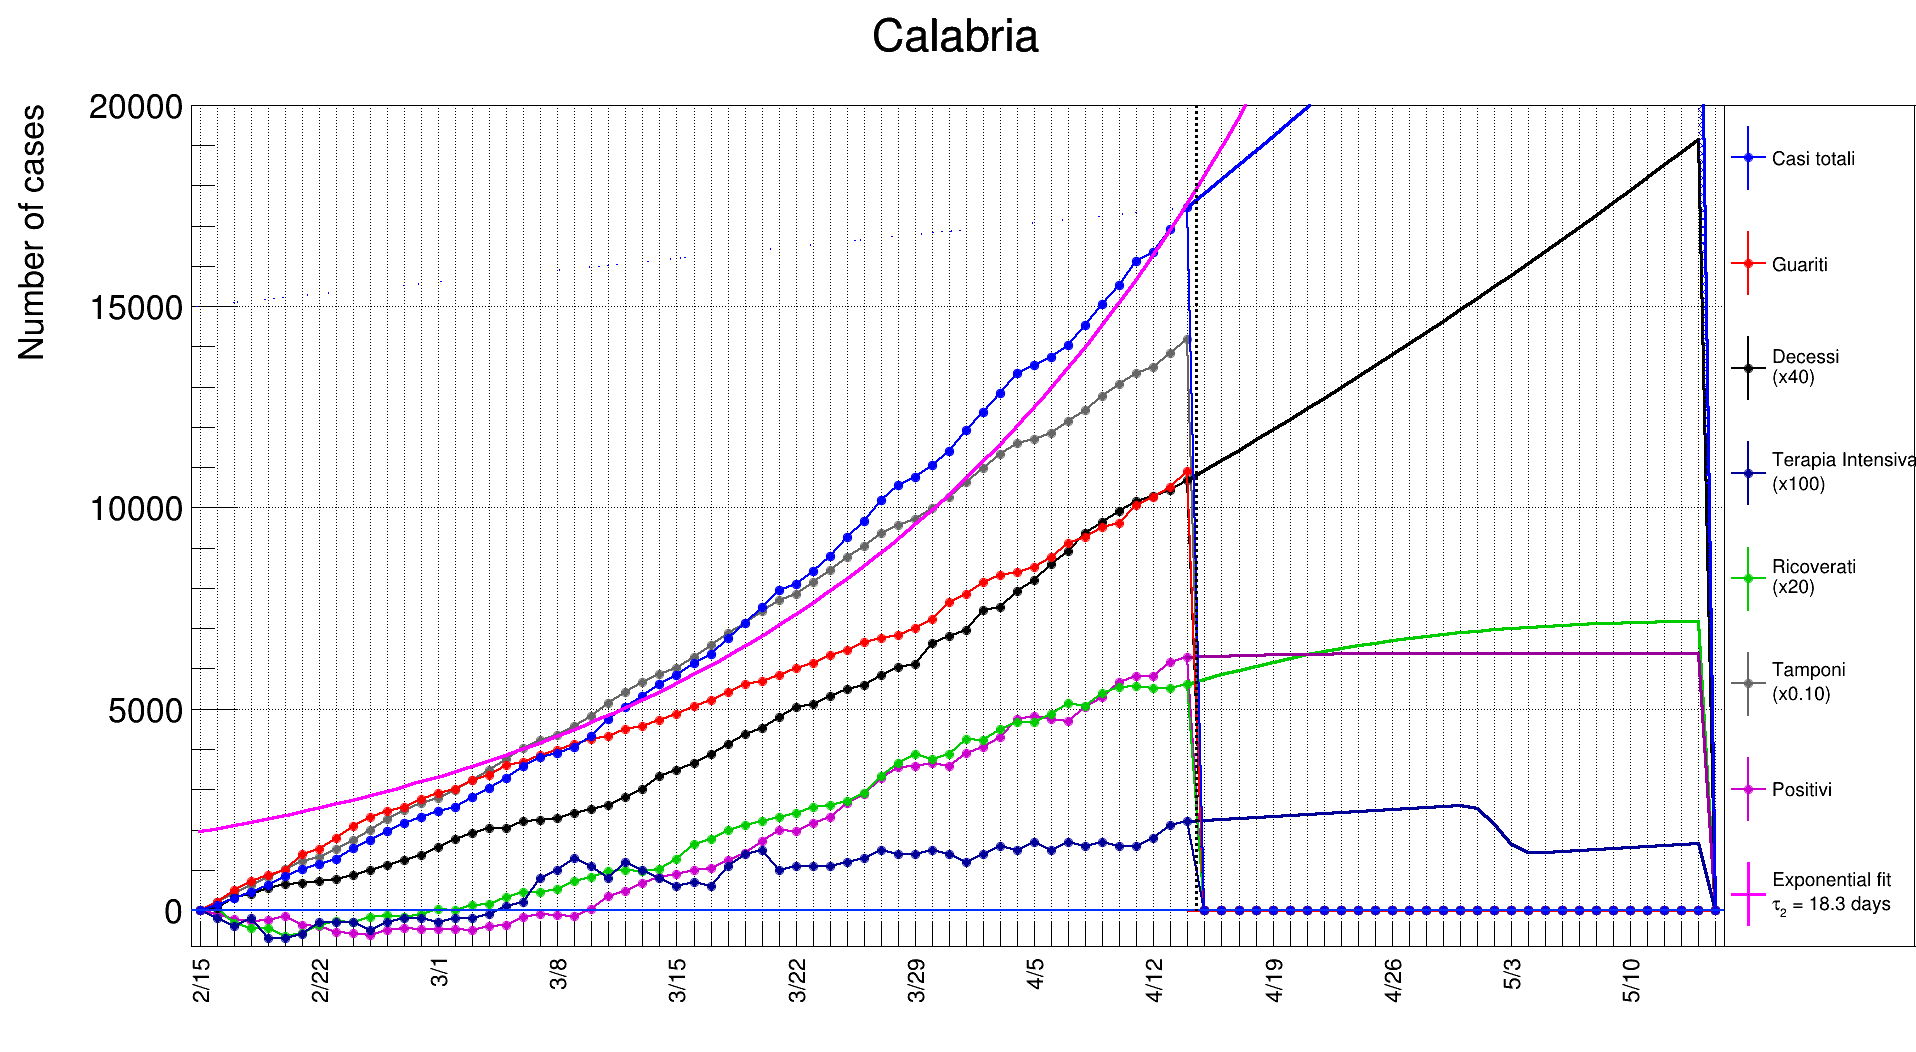 Calabria
Number of cases
20000
15000
10000
5000
0
2/15
2/22
3/1
3/8
3/15
3/22
3/29
4/5
4/12
4/19
4/26
5/3
5/10
Casi totali
Guariti
Decessi
(x40)
Terapia Intensiva
(x100)
Ricoverati
(x20)
Tamponi
(x0.10)
Positivi
Exponential fit
τ₂ = 18.3 days